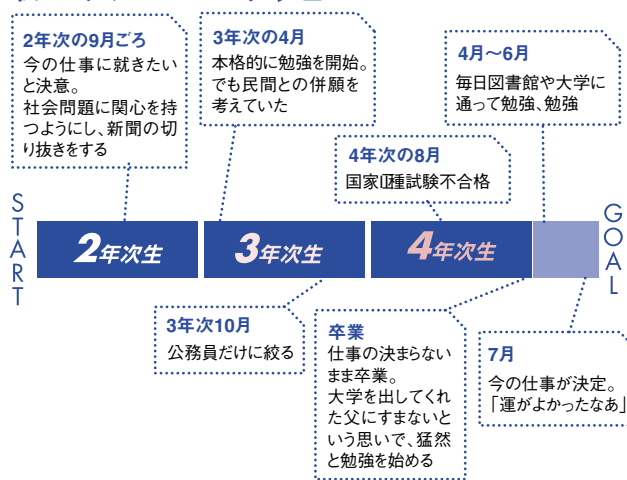 2年次の9月ごろ
今の仕事に就きたい
と決意。
社会問題に関心を持
つようにし、新聞の切
り抜きをする
3年次の4月
本格的に勉強を開始。
でも民間との併願を
考えていた
4月〜6月
毎日図書館や大学に
通って勉強、勉強
4年次の8月
国家Ⅱ種試験不合格
START
2年次生
3年次生
4年次生
GOAL
3年次10月
公務員だけに絞る
卒業
仕事の決まらない
まま卒業。
大学を出してくれ
た父にすまないと
いう思いで、猛然
と勉強を始める
7月
今の仕事が決定。
「運がよかったなあ」